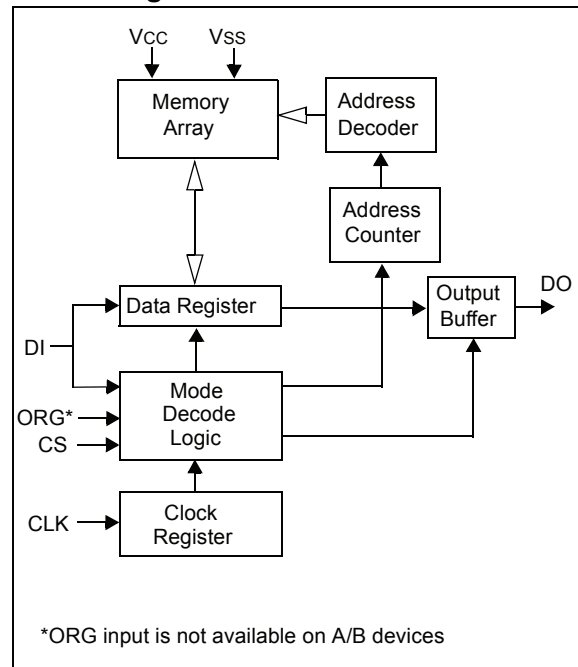 VCC VSS
Memory
Array
Address
Decoder
Address
Counter
Data Register
Output
Buffer
DO
DI
Mode
Decode
Logic
ORG*
CS
CLK
Clock
Register
*ORG input is not available on A/B devices